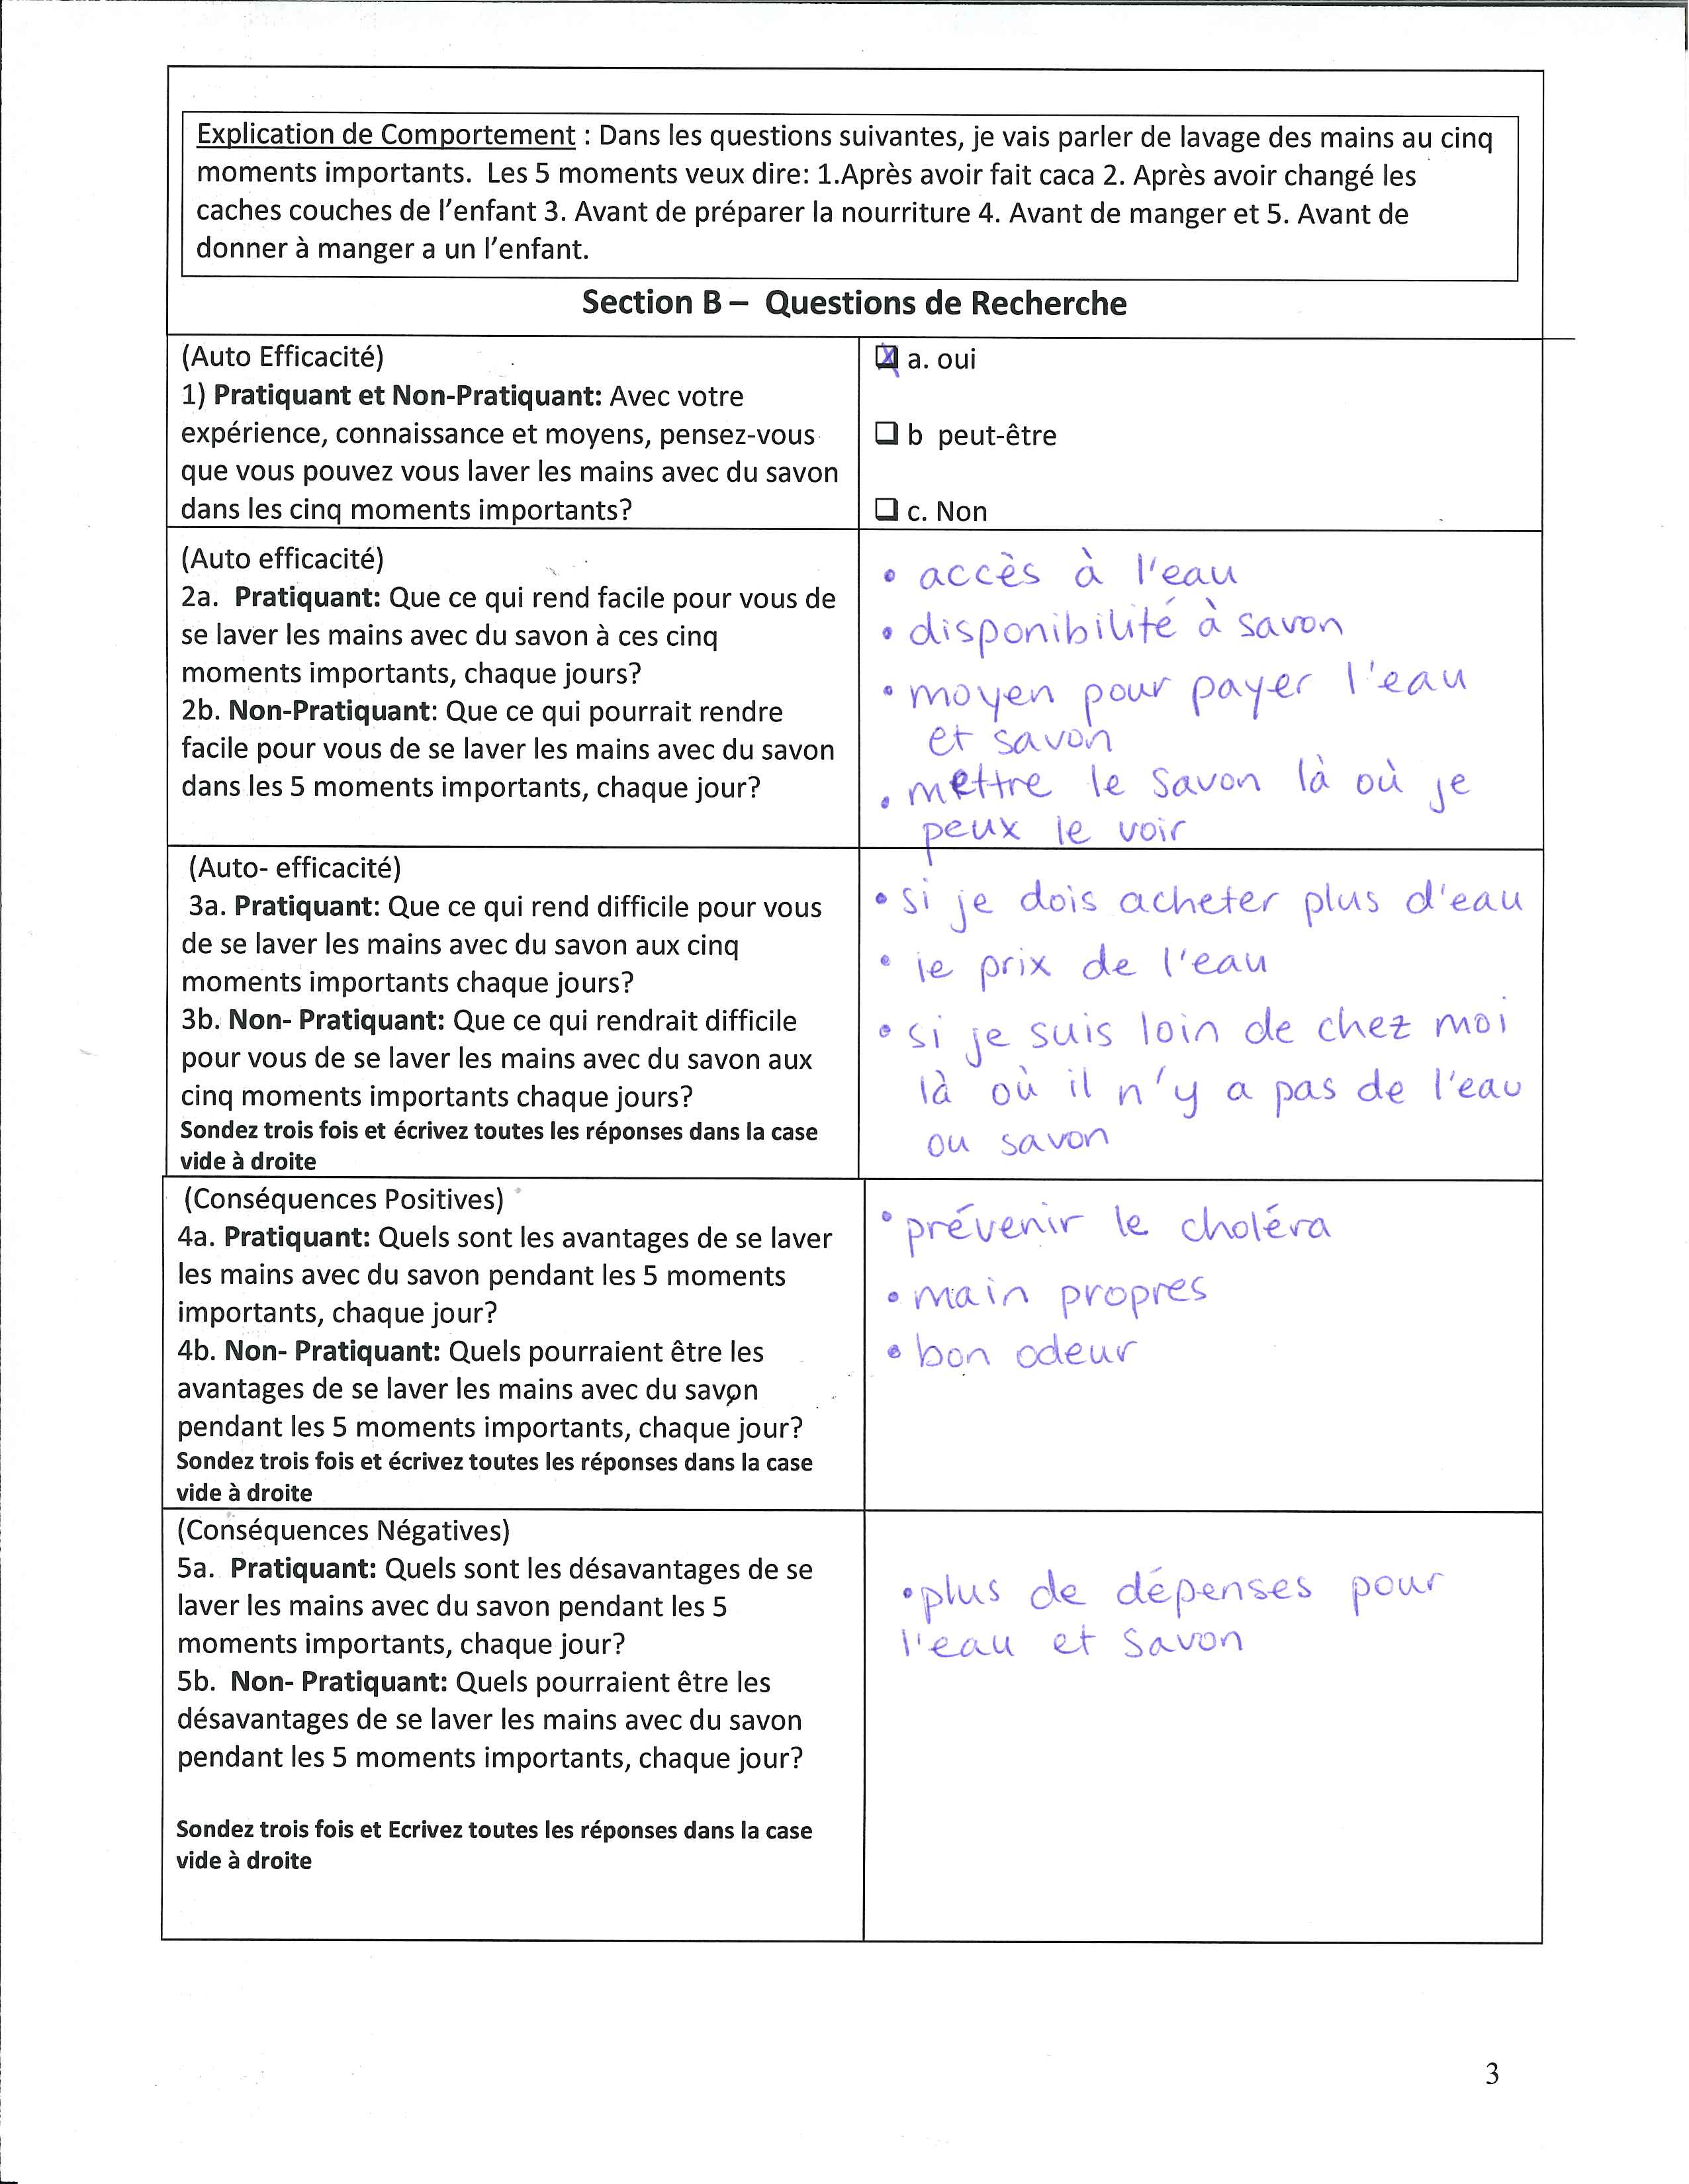 Explication de Comportement : Dans les questions suivantes, je vais parler de lavage des mains au cinq
moments importants. Les 5 moments veux dire: 1.Après avoir fait caca 2. Après avoir changé les
caches couches de l'enfant 3. Avant de préparer la nourriture 4. Avant de manger et 5. Avant de
donner à manger a un l'enfant.
Section B – Questions de Recherche
(Auto Efficacité)
1) Pratiquant et Non-Pratiquant: Avec votre
expérience, connaissance et moyens, pensez-vous
que vous pouvez vous laver les mains avec du savon
dans les cinq moments importants?
☒ a. oui
☐ b peut-être
☐ c. Non
(Auto efficacité)
2a. Pratiquant: Que ce qui rend facile pour vous de
se laver les mains avec du savon à ces cinq
moments importants, chaque jours?
2b. Non-Pratiquant: Que ce qui pourrait rendre
facile pour vous de se laver les mains avec du savon
dans les 5 moments importants, chaque jour?
• accès à l'eau
• disponibilité à savon
• moyen pour payer l'eau
et savon
• mettre le savon là où je
peux le voir
(Auto- efficacité)
3a. Pratiquant: Que ce qui rend difficile pour vous
de se laver les mains avec du savon aux cinq
moments importants chaque jours?
3b. Non- Pratiquant: Que ce qui rendrait difficile
pour vous de se laver les mains avec du savon aux
cinq moments importants chaque jours?
Sondez trois fois et écrivez toutes les réponses dans la case
vide à droite
• si je dois acheter plus d'eau
• le prix de l'eau
• si je suis loin de chez moi
là où il n'y a pas de l'eau
ou savon
(Conséquences Positives)
4a. Pratiquant: Quels sont les avantages de se laver
les mains avec du savon pendant les 5 moments
importants, chaque jour?
4b. Non- Pratiquant: Quels pourraient être les
avantages de se laver les mains avec du savon
pendant les 5 moments importants, chaque jour?
Sondez trois fois et écrivez toutes les réponses dans la case
vide à droite
• prévenir le choléra
• main propres
• bon odeur
(Conséquences Négatives)
5a. Pratiquant: Quels sont les désavantages de se
laver les mains avec du savon pendant les 5
moments importants, chaque jour?
5b. Non- Pratiquant: Quels pourraient être les
désavantages de se laver les mains avec du savon
pendant les 5 moments importants, chaque jour?
Sondez trois fois et Ecrivez toutes les réponses dans la case
vide à droite
• plus de dépenses pour
l'eau et savon
3